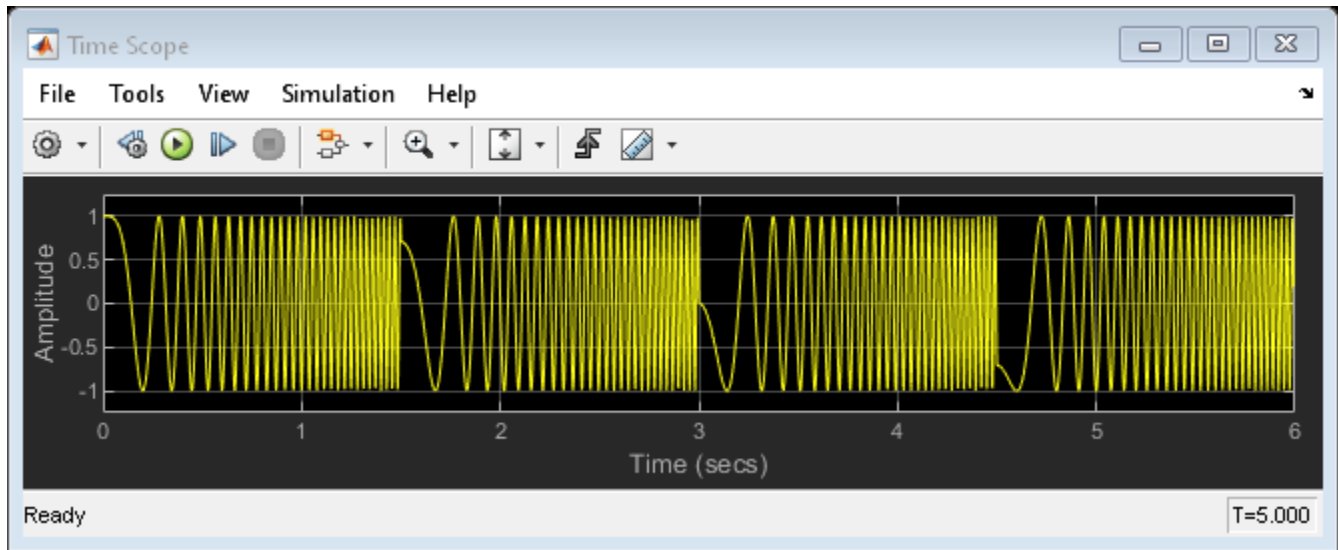 Time Scope
File Tools View Simulation Help
Amplitude
1
0.5
0
-0.5
-1
0 1 2 3 4 5 6
Time (secs)
Ready T=5.000